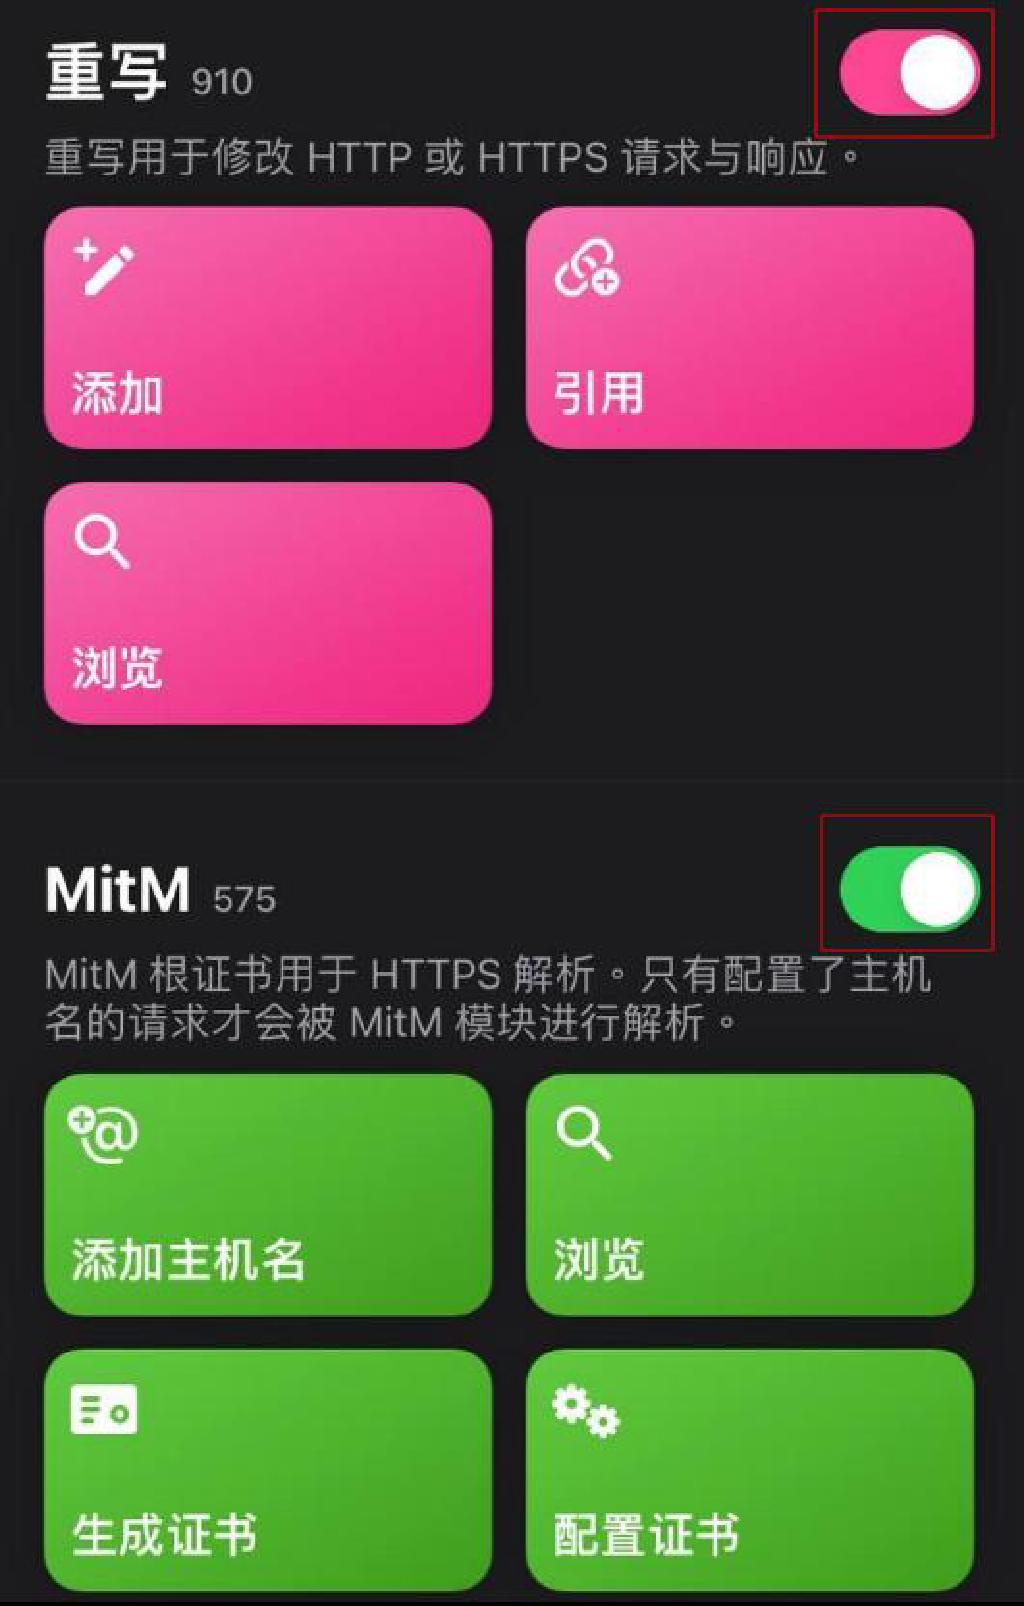 重写 910
重写用于修改 HTTP 或 HTTPS 请求与响应。
添加
引用
浏览
MitM 575
MitM 根证书用于 HTTPS 解析。只有配置了主机
名的请求才会被 MitM 模块进行解析。
添加主机名
浏览
生成证书
配置证书